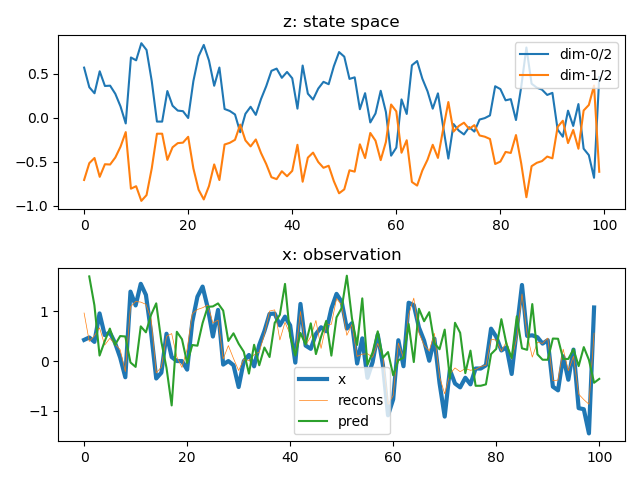 z: state space
dim-0/2
dim-1/2
0.5
0.0
−0.5
−1.0
0 20 40 60 80 100
x: observation
1
0
−1
x
recons
pred
0 20 40 60 80 100